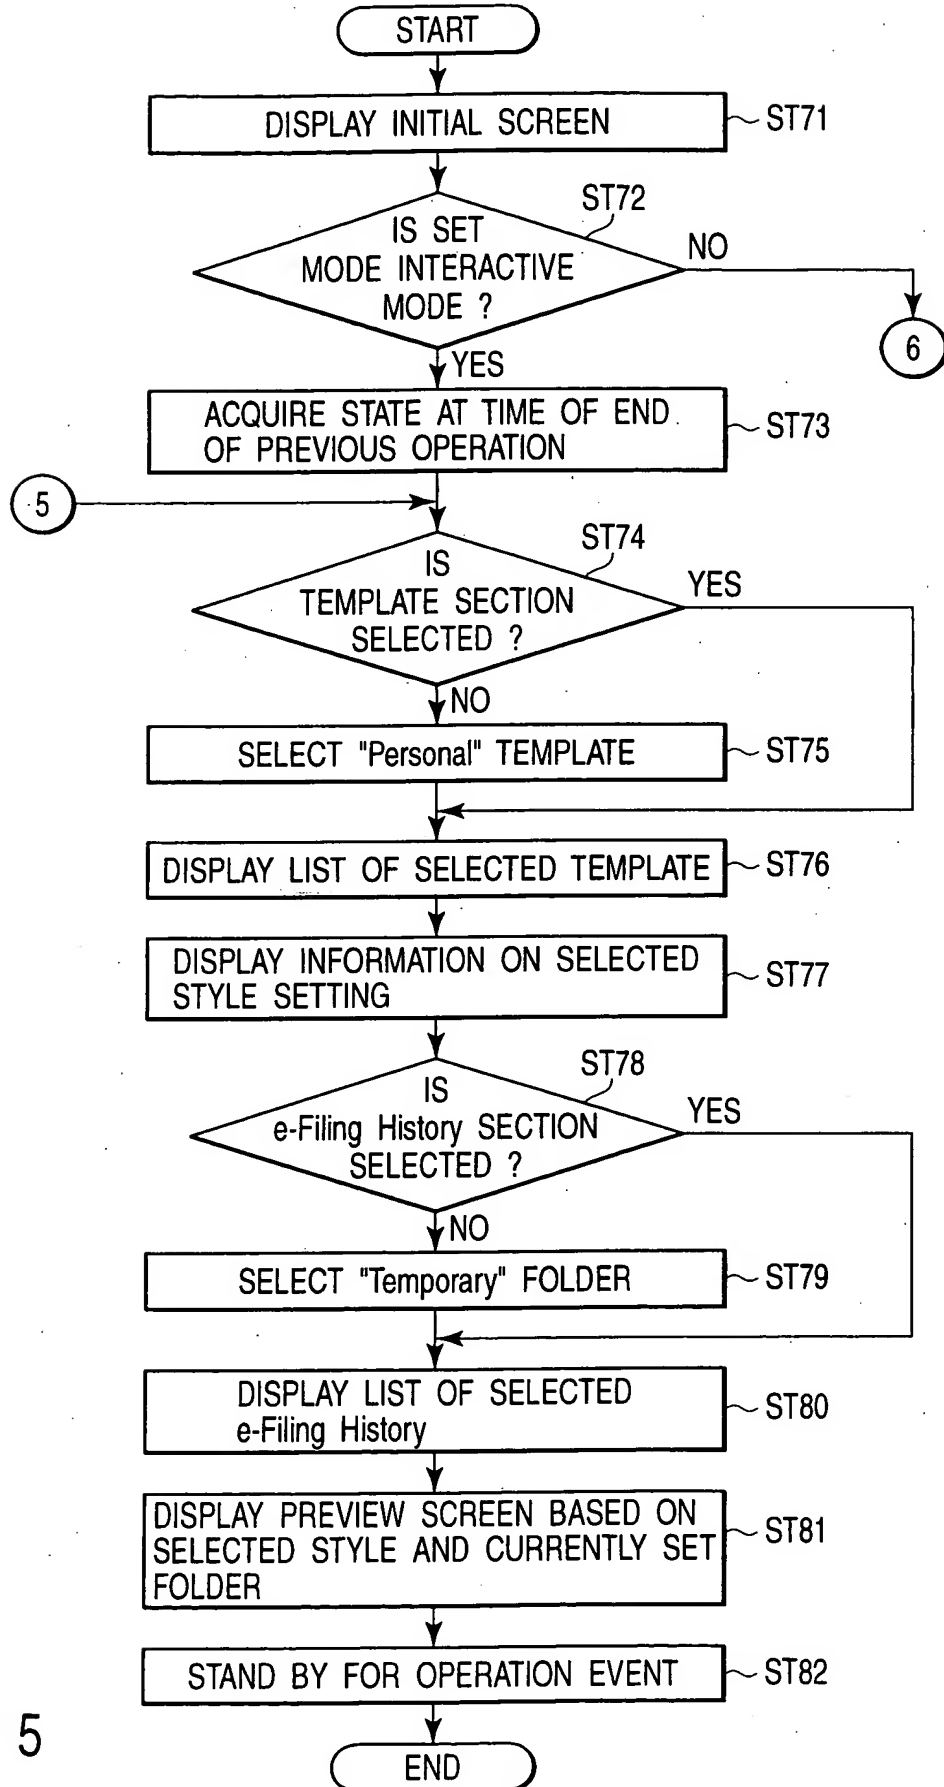 START
DISPLAY INITIAL SCREEN
ST71
ST72
IS SET
MODE INTERACTIVE
MODE ?
NO
6
YES
ACQUIRE STATE AT TIME OF END
OF PREVIOUS OPERATION
ST73
5
ST74
IS
TEMPLATE SECTION
SELECTED ?
YES
NO
SELECT "Personal" TEMPLATE
ST75
DISPLAY LIST OF SELECTED TEMPLATE
ST76
DISPLAY INFORMATION ON SELECTED
STYLE SETTING
ST77
ST78
IS
e-Filing History SECTION
SELECTED ?
YES
NO
SELECT "Temporary" FOLDER
ST79
DISPLAY LIST OF SELECTED
e-Filing History
ST80
DISPLAY PREVIEW SCREEN BASED ON
SELECTED STYLE AND CURRENTLY SET
FOLDER
ST81
STAND BY FOR OPERATION EVENT
ST82
5
END